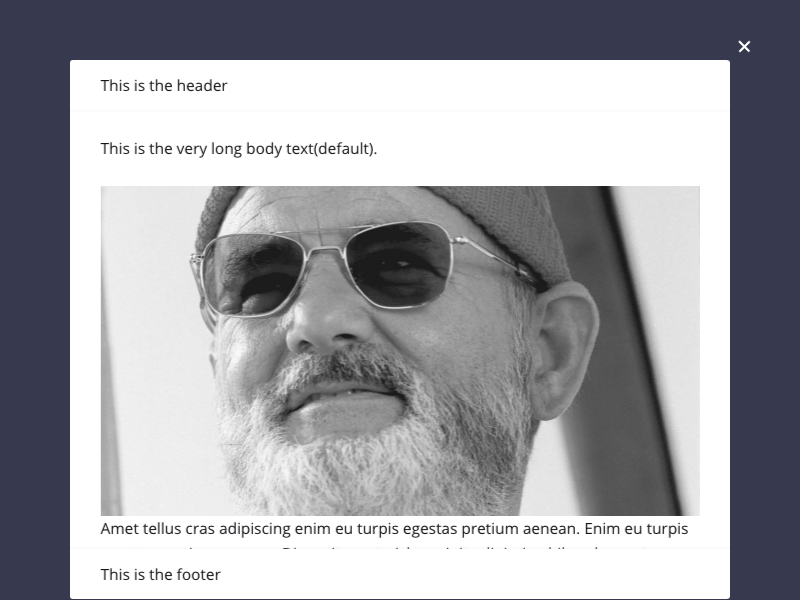 This is the header
This is the very long body text(default).
Amet tellus cras adipiscing enim eu turpis egestas pretium aenean. Enim eu turpis
This is the footer